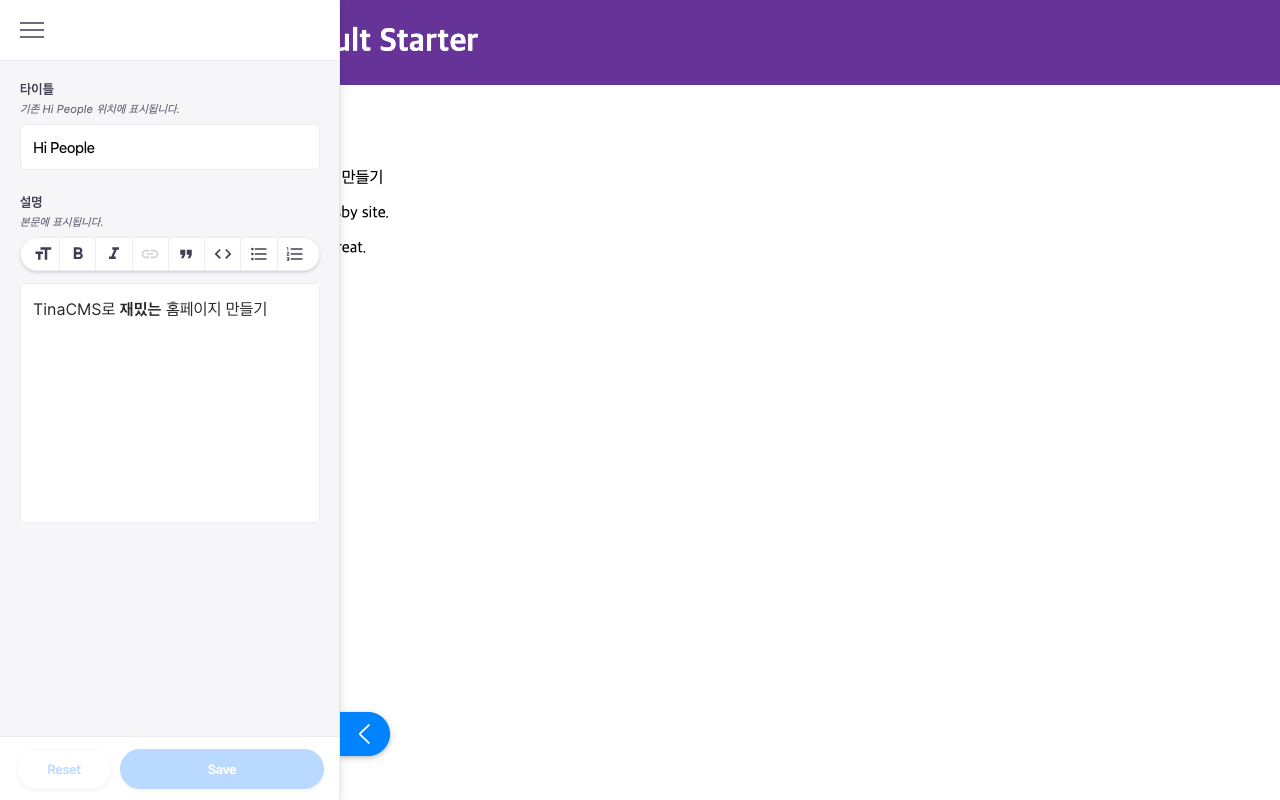 ult Starter
타이틀
기존 Hi People 위치에 표시됩니다.
Hi People
설명
본문에 표시됩니다.
TinaCMS로 재밌는 홈페이지 만들기
만들기
by site.
reat.
Reset
Save